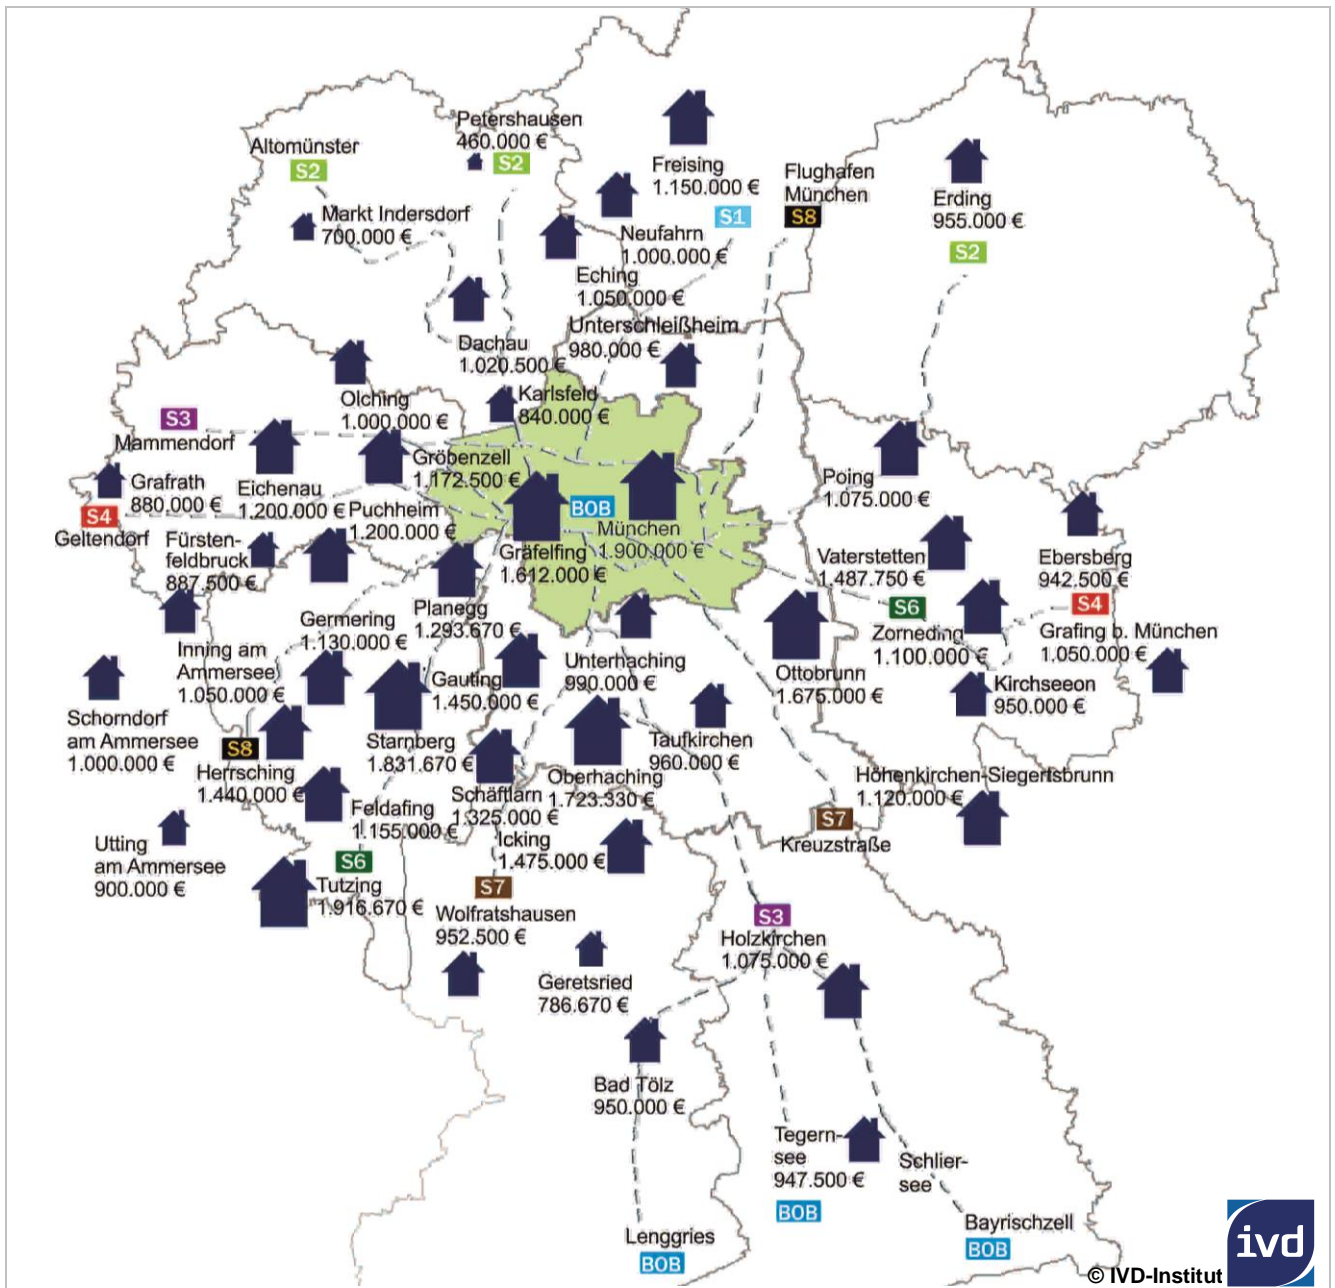 Petershausen
460.000 €
S2
Altomünster
S2
Freising
1.150.000 €
S1
Flughafen
München
S8
Erding
955.000 €
S2
Markt Indersdorf
700.000 €
Neufahrn
1.000.000 €
Eching
1.050.000 €
Unterschleißheim
980.000 €
Dachau
1.020.500 €
Olching
1.000.000 €
Karlsfeld
840.000 €
S3
Mammendorf
Gröbenzell
1.172.500 €
Grafrath
880.000 €
Eichenau
1.200.000 €
Puchheim
1.200.000 €
S4
Geltendorf
Fürsten-
feldbruck
887.500 €
BOB
München
1.900.000 €
Gräfelfing
1.612.000 €
Poing
1.075.000 €
Vaterstetten
1.487.750 €
S6
Ebersberg
942.500 €
S4
Zorneding
1.100.000 €
Grafing b. München
1.050.000 €
Kirchseeon
950.000 €
Planegg
1.293.670 €
Germering
1.130.000 €
Inning am
Ammersee
1.050.000 €
Gauting
1.450.000 €
Unterhaching
990.000 €
Ottobrunn
1.675.000 €
Schorndorf
am Ammersee
1.000.000 €
S8
Herrsching
1.440.000 €
Starnberg
1.831.670 €
Taufkirchen
960.000 €
Oberhaching
1.723.330 €
Schäftlarn
1.325.000 €
Höhenkirchen-Siegertsbrunn
1.120.000 €
S7
Kreuzstraße
Feldafing
1.155.000 €
Icking
1.475.000 €
Utting
am Ammersee
900.000 €
S6
Tutzing
1.916.670 €
S7
Wolfratshausen
952.500 €
S3
Holzkirchen
1.075.000 €
Geretsried
786.670 €
Bad Tölz
950.000 €
Tegern-
see
947.500 €
BOB
Schlier-
see
Lenggries
BOB
Bayrischzell
BOB
ivd
© IVD-Institut